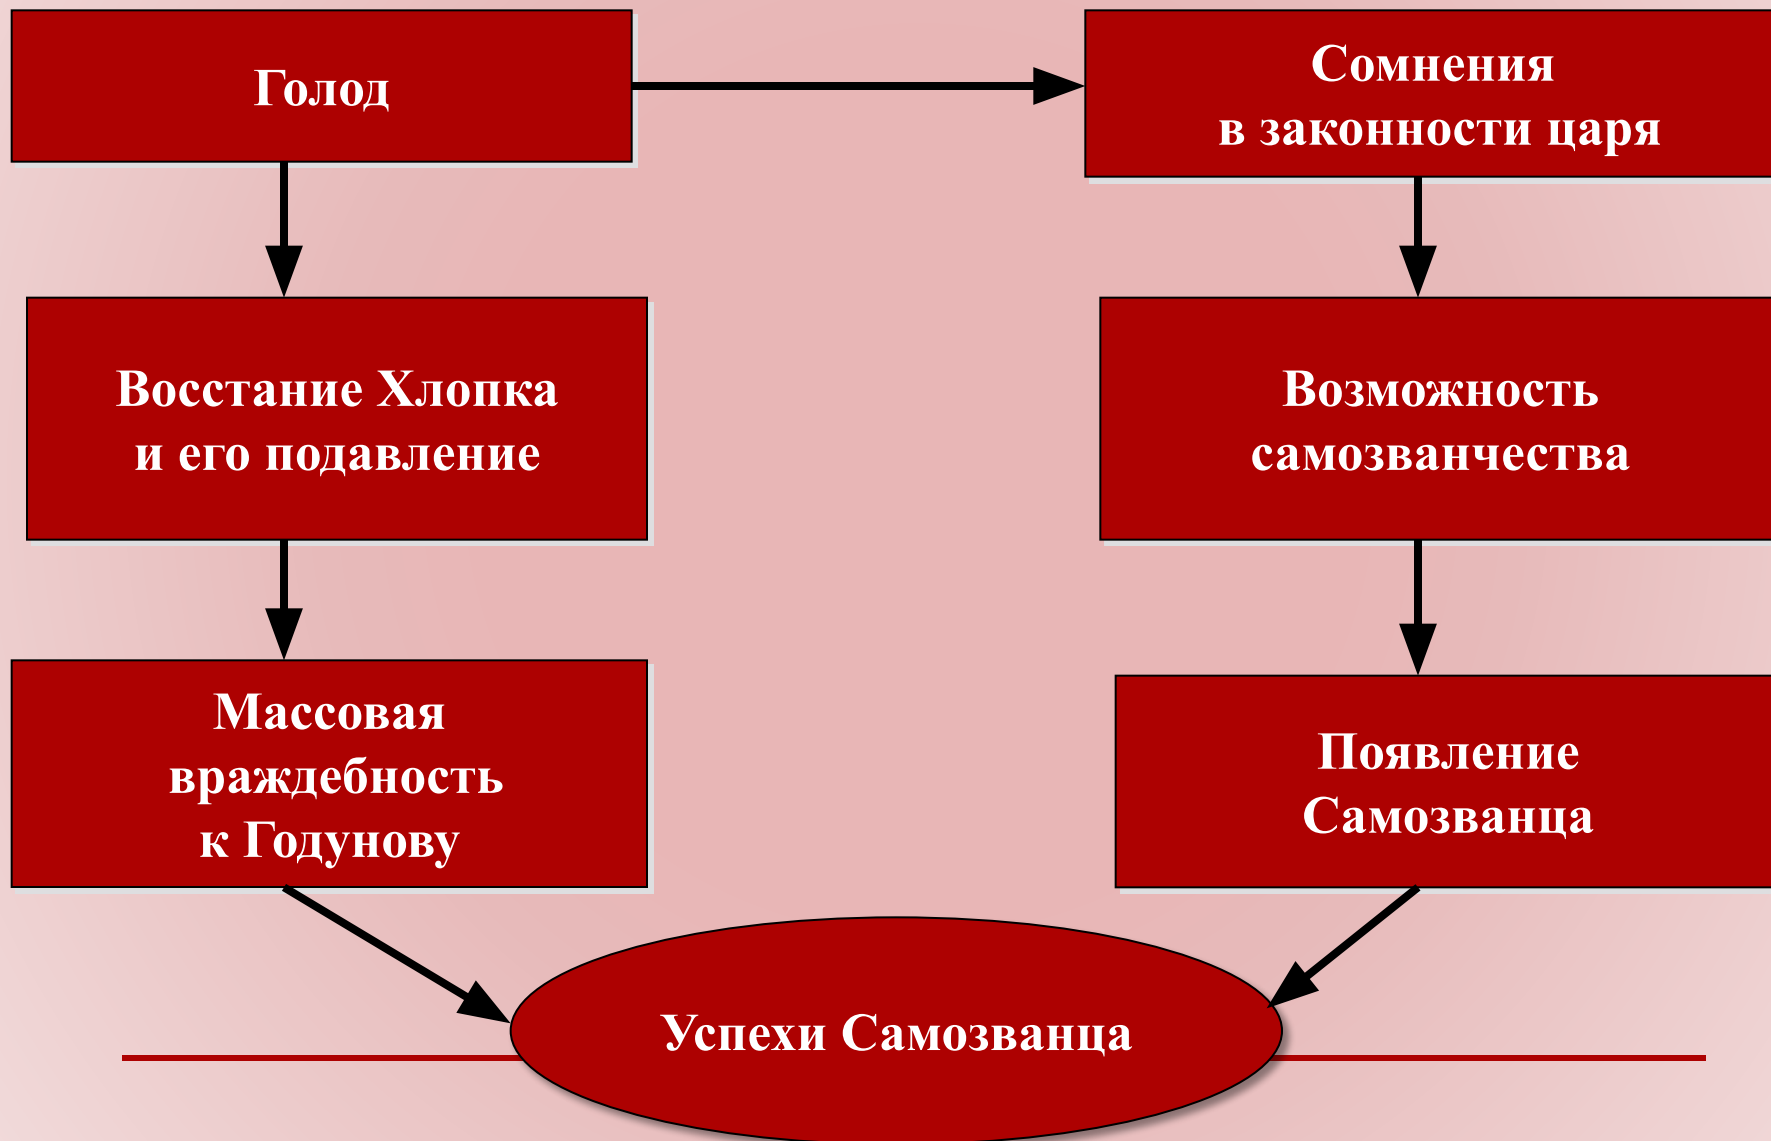 Голод
Сомнения
в законности царя
Восстание Хлопка
и его подавление
Возможность
самозванчества
Массовая
враждебность
к Годунову
Появление
Самозванца
Успехи Самозванца